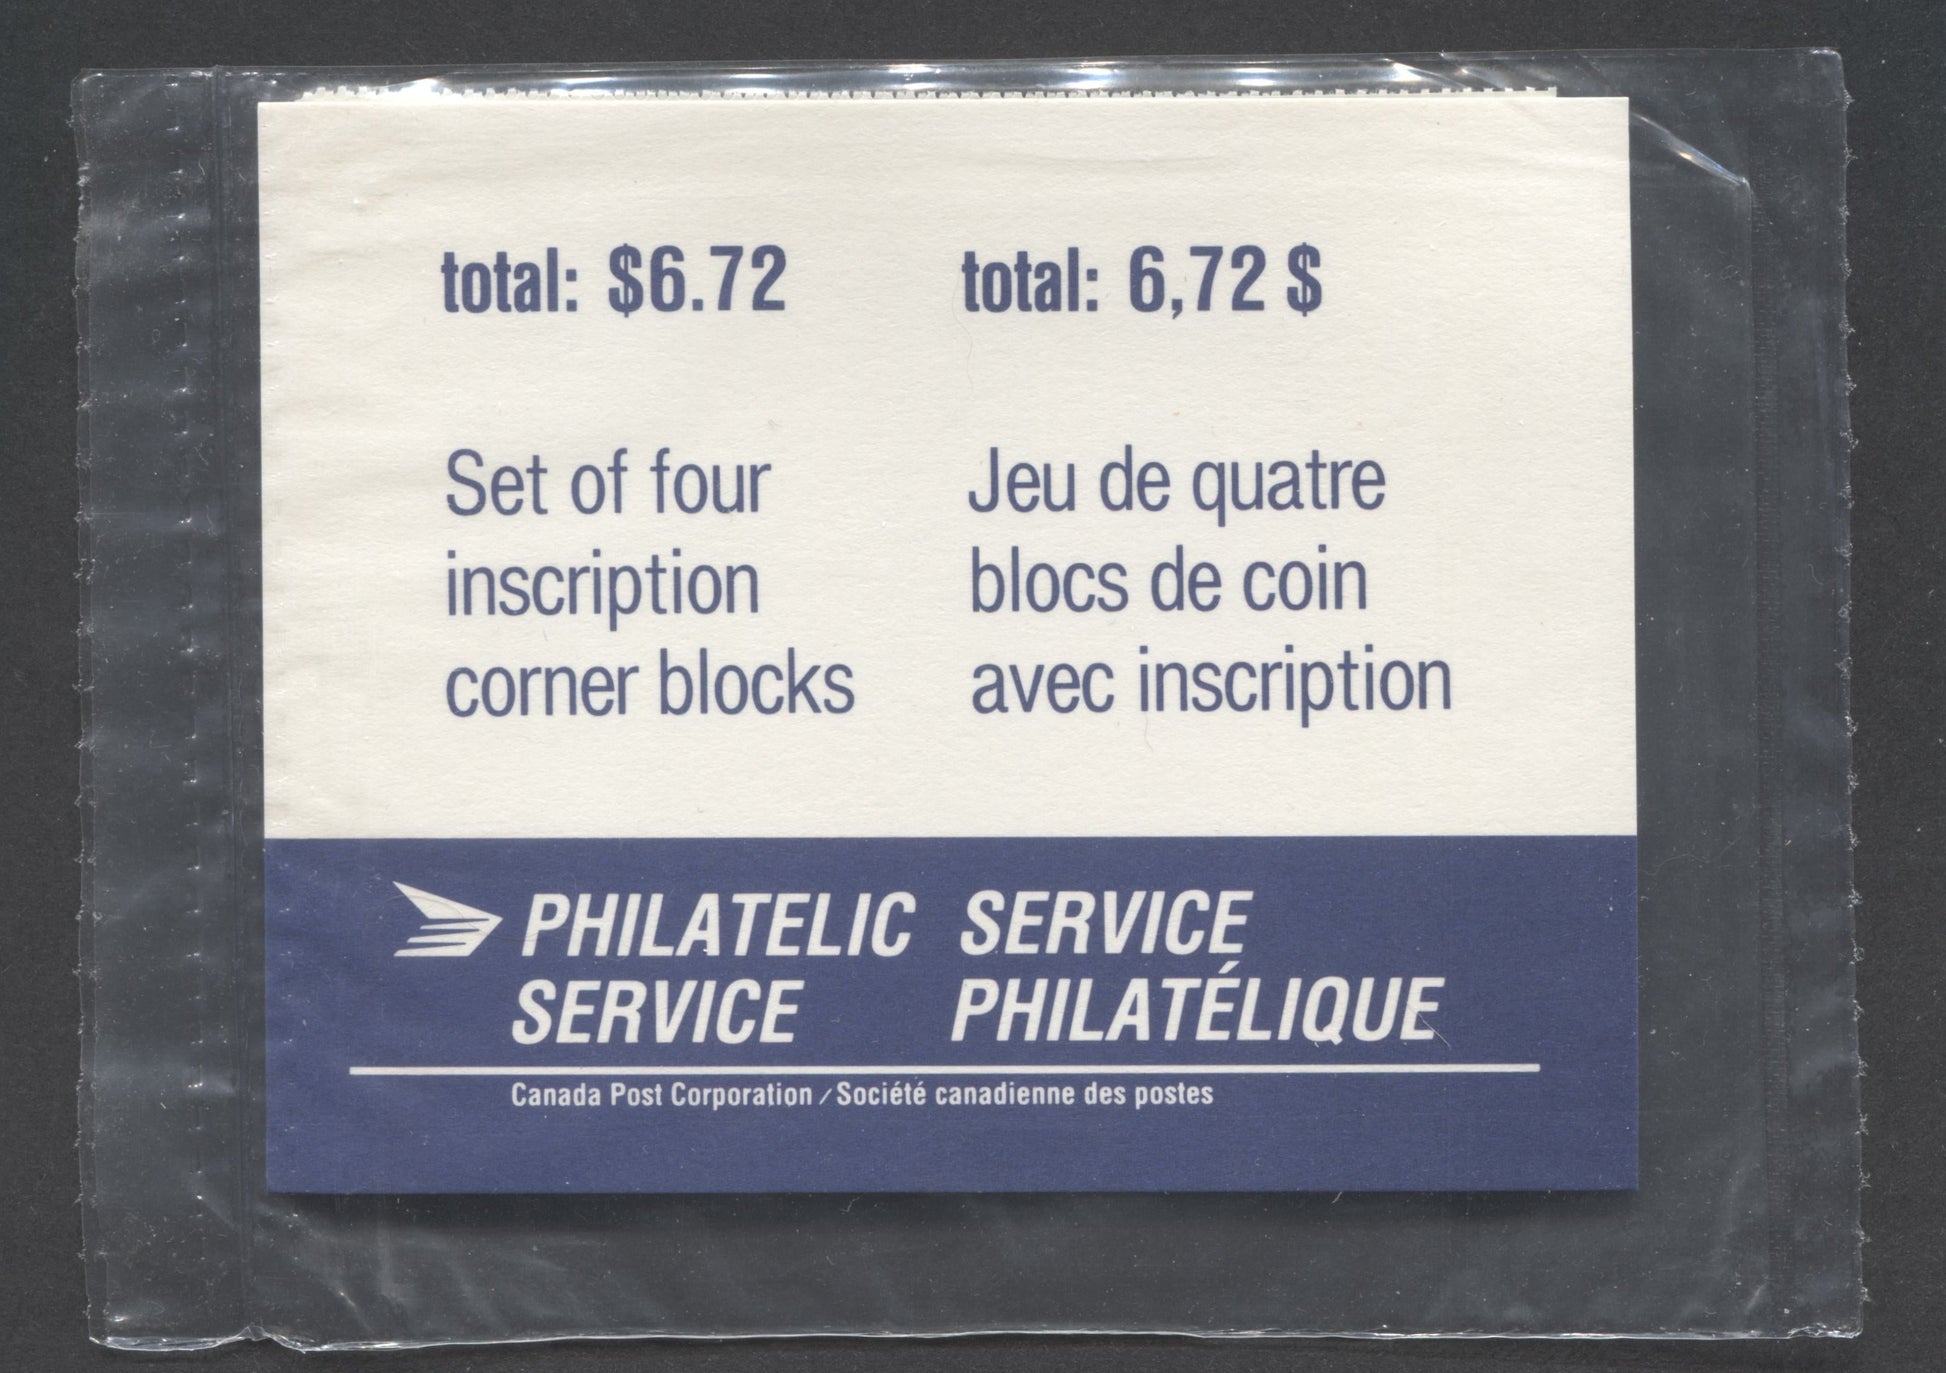 total: $6.72
total: 6,72 $
Set of four
inscription
corner blocks
Jeu de quatre
blocs de coin
avec inscription
PHILATELIC
SERVICE
SERVICE
PHILATÉLIQUE
Canada Post Corporation / Société canadienne des postes